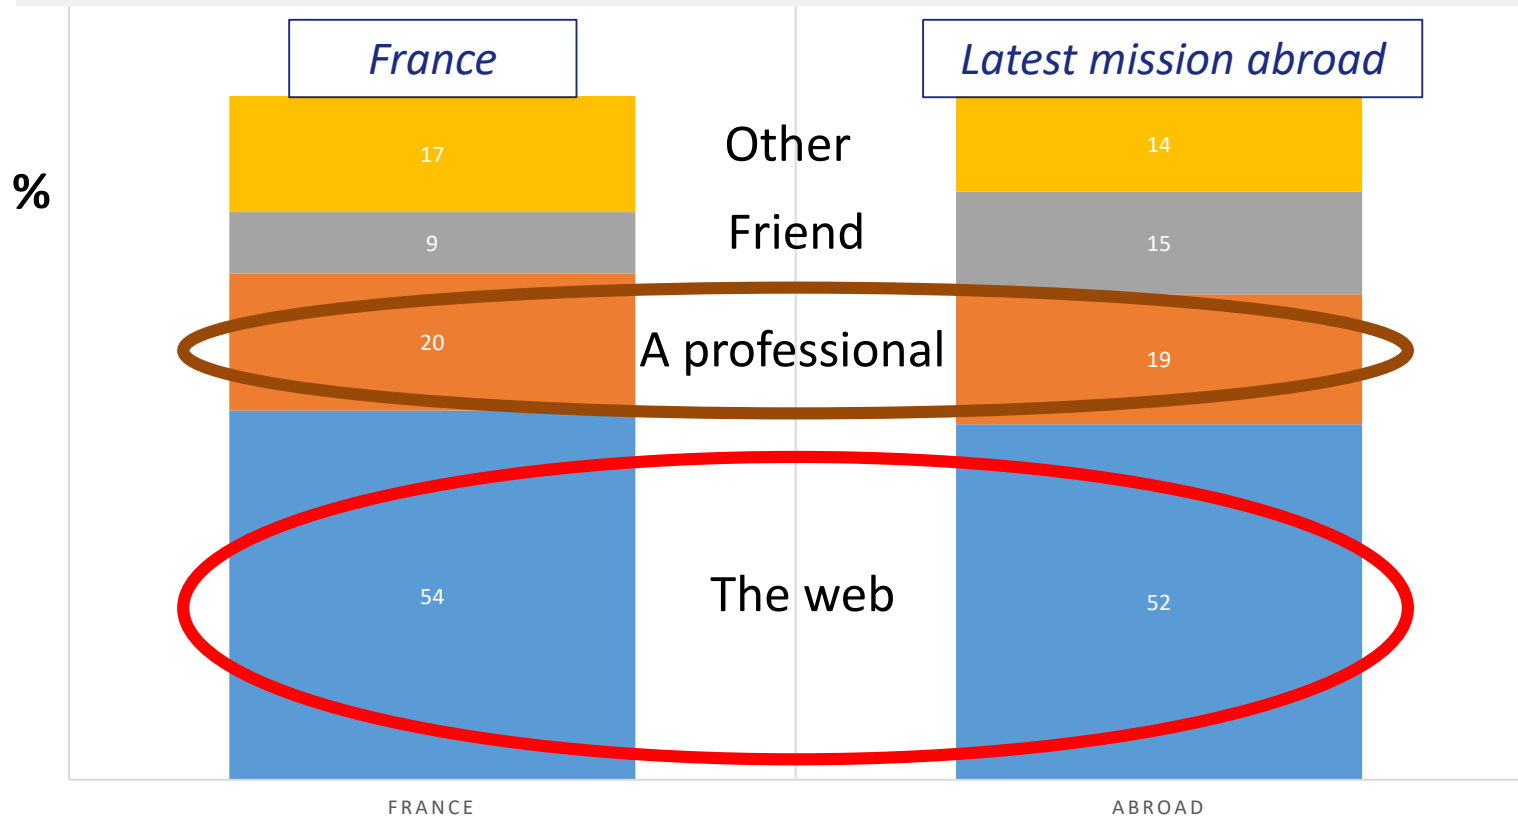 France
Latest mission abroad
%
17
Other
14
9
Friend
15
20
A professional
19
54
The web
52
FRANCE
ABROAD